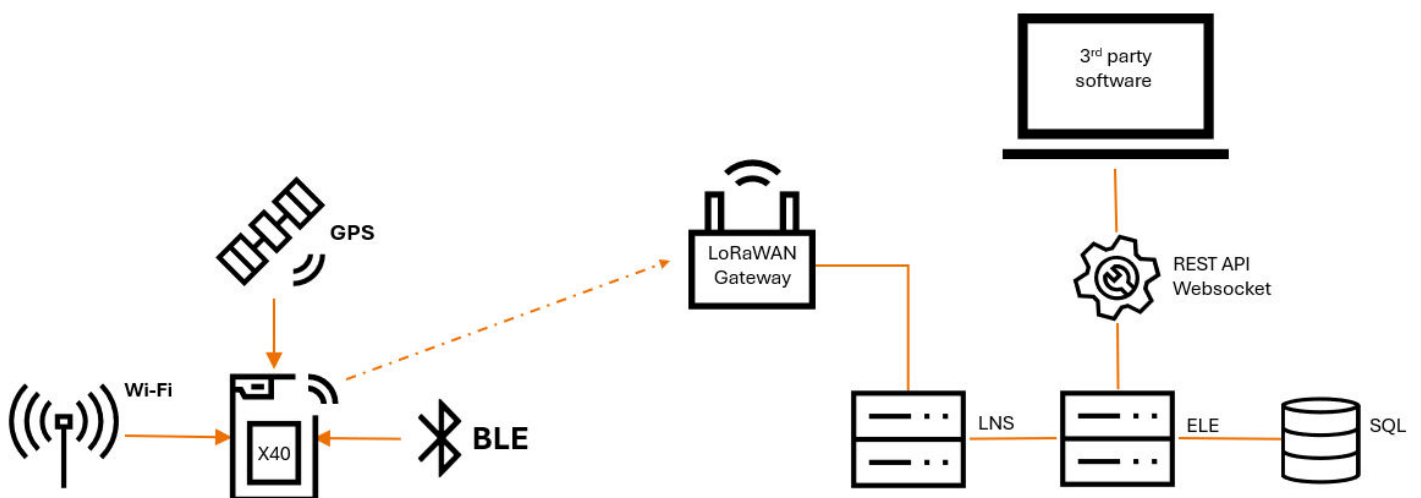 3rd party
software
GPS
LoRaWAN
Gateway
REST API
Websocket
Wi-Fi
X40
BLE
LNS
ELE
SQL